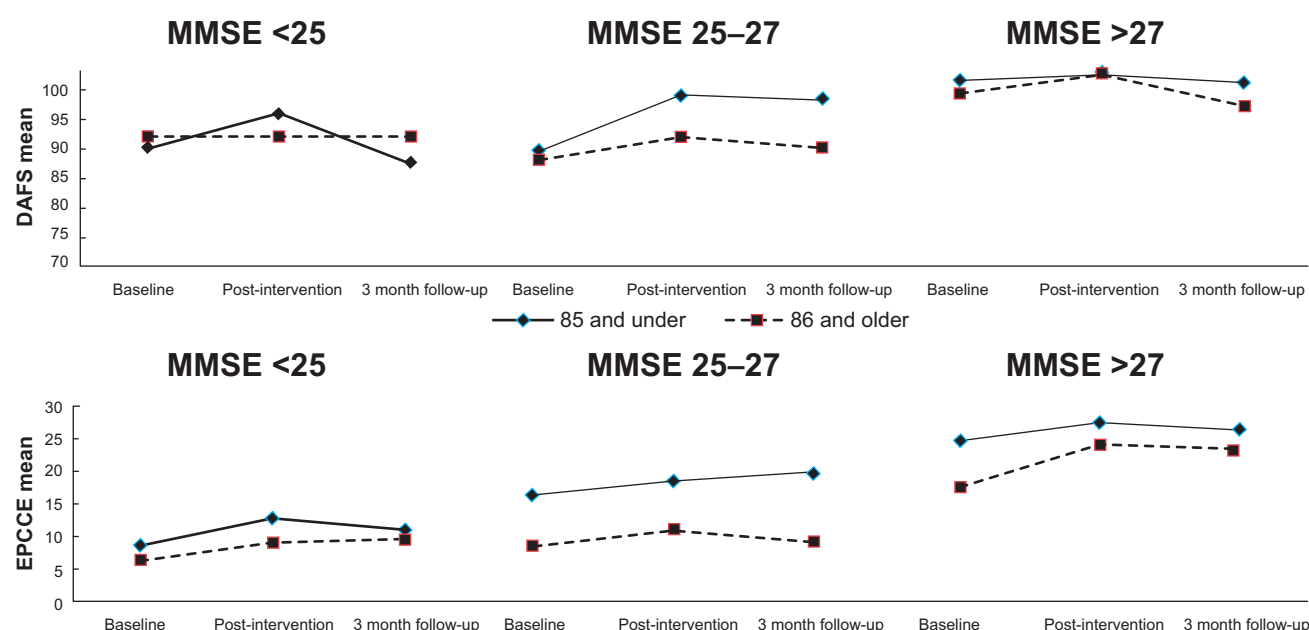 MMSE <25 MMSE 25–27 MMSE >27
DAFS mean
100
95
90
85
80
75
70
Baseline Post-intervention 3 month follow-up Baseline Post-intervention 3 month follow-up Baseline Post-intervention 3 month follow-up
85 and under 86 and older
MMSE <25 MMSE 25–27 MMSE >27
EPCCE mean
30
25
20
15
10
5
0
Baseline Post-intervention 3 month follow-up Baseline Post-intervention 3 month follow-up Baseline Post-intervention 3 month follow-up